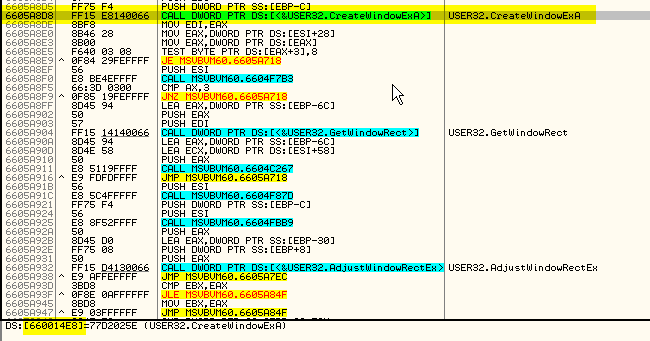 6605A8D5 FF75 F4 PUSH DWORD PTR SS:[EBP-C]
6605A8D8 FF15 E8140066 CALL DWORD PTR DS:[<&USER32.CreateWindowExA>] USER32.CreateWindowExA
6605A8DE 8BF8 MOV EDI,EAX
6605A8E0 8B46 28 MOV EAX,DWORD PTR DS:[ESI+28]
6605A8E3 8B00 MOV EAX,DWORD PTR DS:[EAX]
6605A8E5 F640 03 08 TEST BYTE PTR DS:[EAX+3],8
6605A8E9 ^ 0F84 29FEFFFF JE MSVBVM60.6605A718
6605A8EF 56 PUSH ESI
6605A8F0 E8 BE4EFFFF CALL MSVBVM60.6604F7B3
6605A8F5 66:3D 0300 CMP AX,3
6605A8F9 ^ 0F85 19FEFFFF JNZ MSVBVM60.6605A718
6605A8FF 8D45 94 LEA EAX,DWORD PTR SS:[EBP-6C]
6605A902 50 PUSH EAX
6605A903 57 PUSH EDI
6605A904 FF15 14140066 CALL DWORD PTR DS:[<&USER32.GetWindowRect>] USER32.GetWindowRect
6605A90A 8D45 94 LEA EAX,DWORD PTR SS:[EBP-6C]
6605A90D 8D4E 58 LEA ECX,DWORD PTR DS:[ESI+58]
6605A910 50 PUSH EAX
6605A911 E8 5119FFFF CALL MSVBVM60.6604C267
6605A916 ^ E9 FDFDFFFF JMP MSVBVM60.6605A718
6605A91B 56 PUSH ESI
6605A91C E8 5C4FFFFF CALL MSVBVM60.6604F87D
6605A921 FF75 F4 PUSH DWORD PTR SS:[EBP-C]
6605A924 56 PUSH ESI
6605A925 E8 8F52FFFF CALL MSVBVM60.6604FBB9
6605A92A 50 PUSH EAX
6605A92B 8D45 D0 LEA EAX,DWORD PTR SS:[EBP-30]
6605A92E FF75 08 PUSH DWORD PTR SS:[EBP+8]
6605A931 50 PUSH EAX
6605A932 FF15 D4130066 CALL DWORD PTR DS:[<&USER32.AdjustWindowRectEx>] USER32.AdjustWindowRectEx
6605A938 ^ E9 AFFEFFFF JMP MSVBVM60.6605A7EC
6605A93D 3BD8 CMP EBX,EAX
6605A93F ^ 0F8E 0AFFFFFF JLE MSVBVM60.6605A84F
6605A945 8BD8 MOV EBX,EAX
6605A947 ^ E9 03FFFFFF JMP MSVBVM60.6605A84F
DS:[660014E8]=77D2025E (USER32.CreateWindowExA)